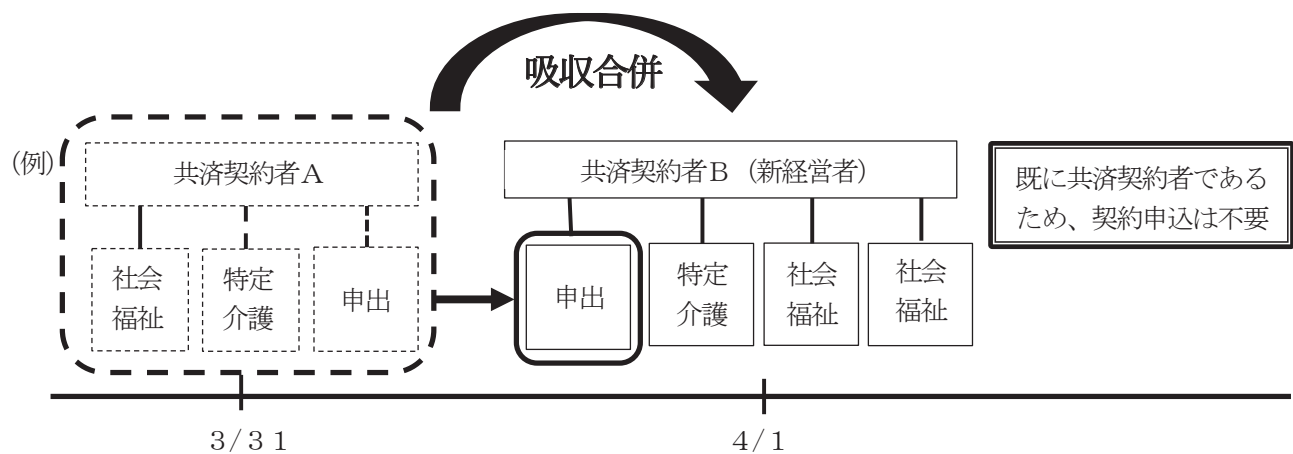 吸収合併
(例)
共済契約者A
社会
福祉
特定
介護
申出
共済契約者B (新経営者)
申出
特定
介護
社会
福祉
社会
福祉
既に共済契約者である
ため、契約申込は不要
3/31
4/1